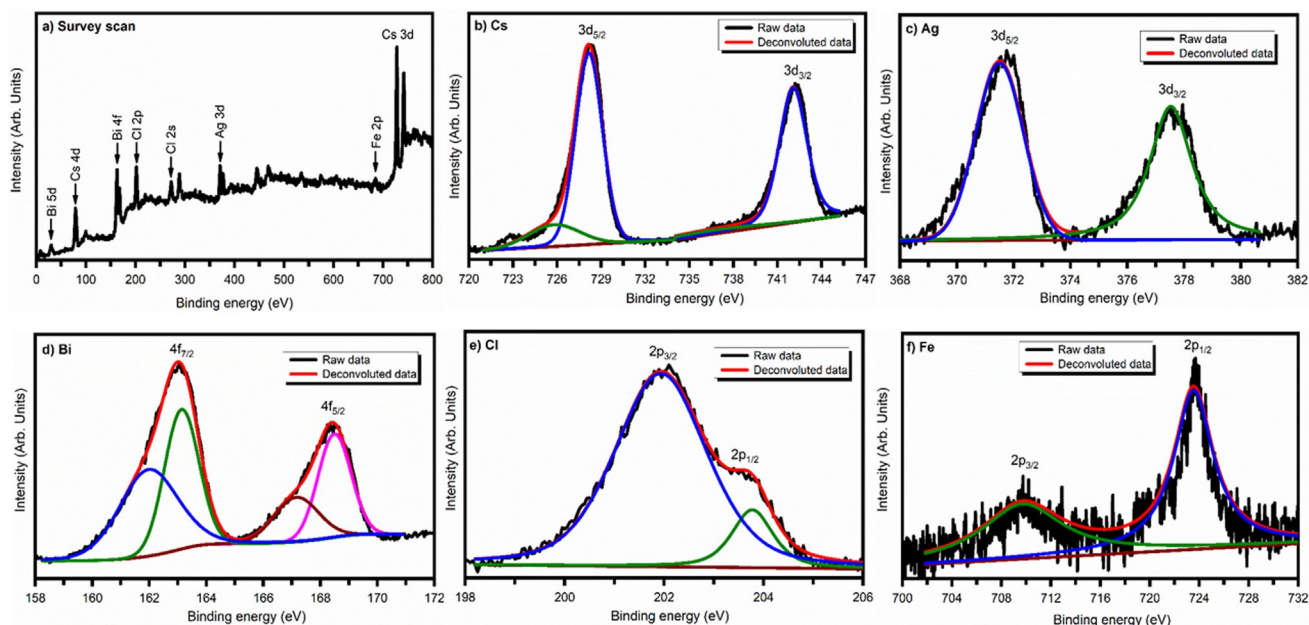 a) Survey scan
Cs 3d
Bi 5d
Cs 4d
Bi 4f
Cl 2p
Cl 2s
Ag 3d
Fe 2p
Intensity (Arb. Units)
0 100 200 300 400 500 600 700 800
Binding energy (eV)
b) Cs
3d5/2
Raw data
Deconvoluted data
3d3/2
Intensity (Arb. Units)
720 723 726 729 732 735 738 741 744 747
Binding energy (eV)
c) Ag
3d5/2
Raw data
Deconvoluted data
3d3/2
Intensity (Arb. Units)
368 370 372 374 376 378 380 382
Binding energy (eV)
d) Bi
4f7/2
Raw data
Deconvoluted data
4f5/2
Intensity (Arb. Units)
158 160 162 164 166 168 170 172
Binding energy (eV)
e) Cl
2p3/2
Raw data
Deconvoluted data
2p1/2
Intensity (Arb. Units)
198 200 202 204 206
Binding energy (eV)
f) Fe
Raw data
Deconvoluted data
2p1/2
2p3/2
Intensity (Arb. Units)
700 704 708 712 716 720 724 728 732
Binding energy (eV)